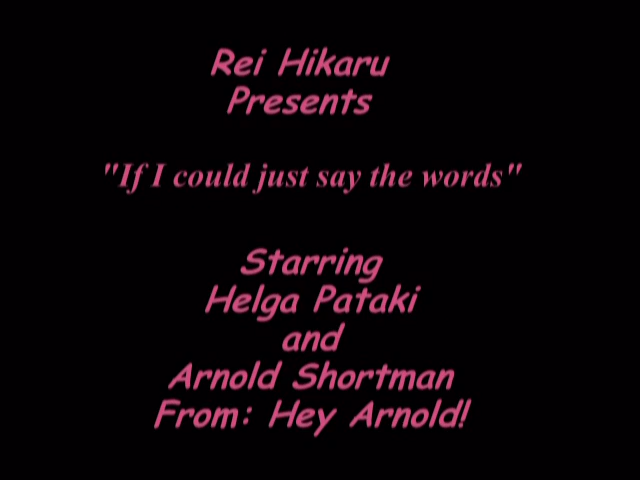 Rei Hikaru
Presents
"If I could just say the words"
Starring
Helga Pataki
and
Arnold Shortman
From: Hey Arnold!